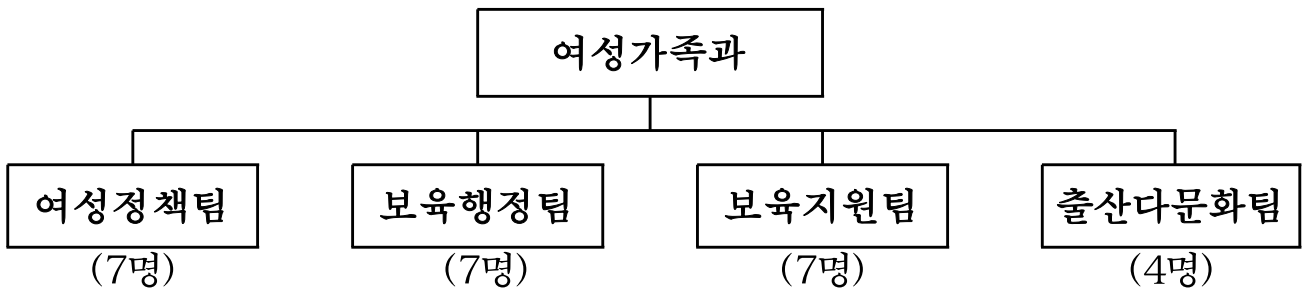 여성가족과
여성정책팀 보육행정팀 보육지원팀 출산다문화팀
(7명) (7명) (7명) (4명)